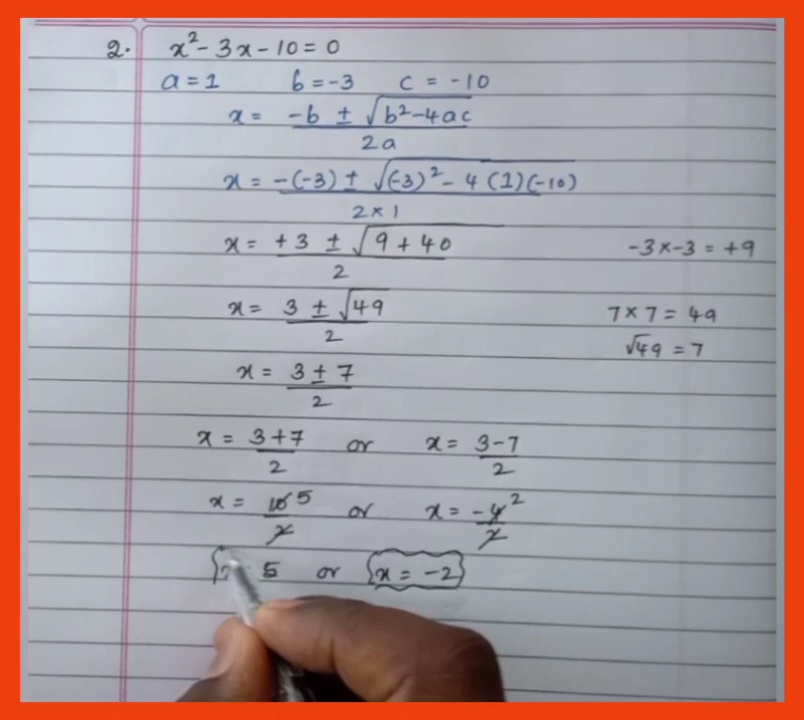 2. x² - 3x - 10 = 0
a = 1 b = -3 c = -10
x = -b ± √b² - 4ac
2a
x = -(-3) ± √(-3)² - 4 (1)(-10)
2 × 1
x = +3 ± √9 + 40 -3 × -3 = +9
2
x = 3 ± √49 7 × 7 = 49
2 √49 = 7
x = 3 ± 7
2
x = 3 + 7 or x = 3 - 7
2 2
x = 10 5 or x = -4 2
2 2
5 or x = -2